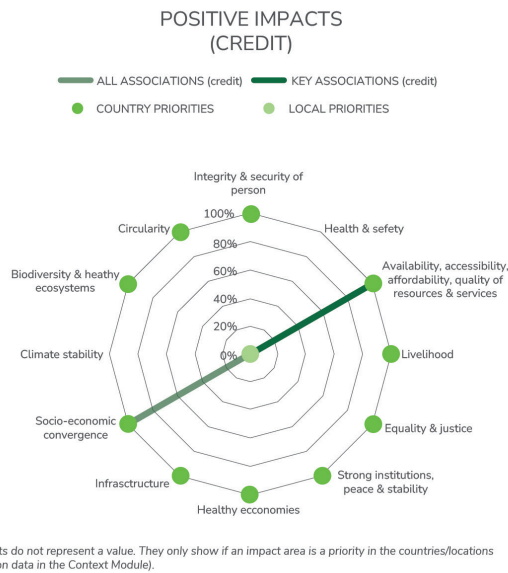 POSITIVE IMPACTS
(CREDIT)
ALL ASSOCIATIONS (credit)
KEY ASSOCIATIONS (credit)
COUNTRY PRIORITIES
LOCAL PRIORITIES
Integrity & security of
person
100%
Circularity
Health & sefety
80%
Availability, accessibility,
affordability, quality of
resources & services
Biodiversity & heathy
ecosystems
60%
40%
20%
Climate stability
0%
Livelihood
Socio-economic
convergence
Equality & justice
Infrasctructure
Strong institutions,
peace & stability
Healthy ecconomies
ts do not represent a value. They only show if an impact area is a priority in the countries/locations
on data in the Context Module).